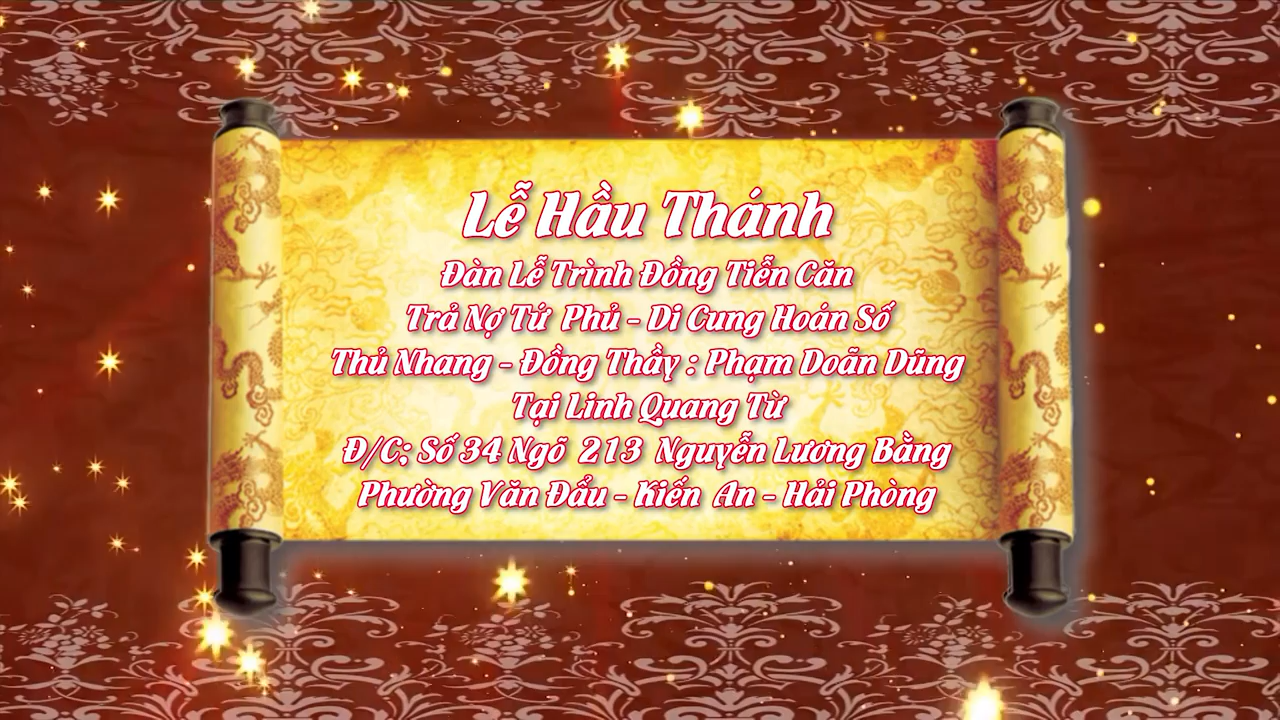 Lễ Hầu Thánh
Đàn Lễ Trình Đồng Tiễn Căn
Trả Nợ Tứ Phủ - Di Cung Hoán Số
Thủ Nhang - Đồng Thầy : Phạm Doãn Dũng
Tại Linh Quang Từ
Đ/C; Số 34 Ngõ 213 Nguyễn Lương Bằng
Phường Văn Đẩu - Kiến An - Hải Phòng